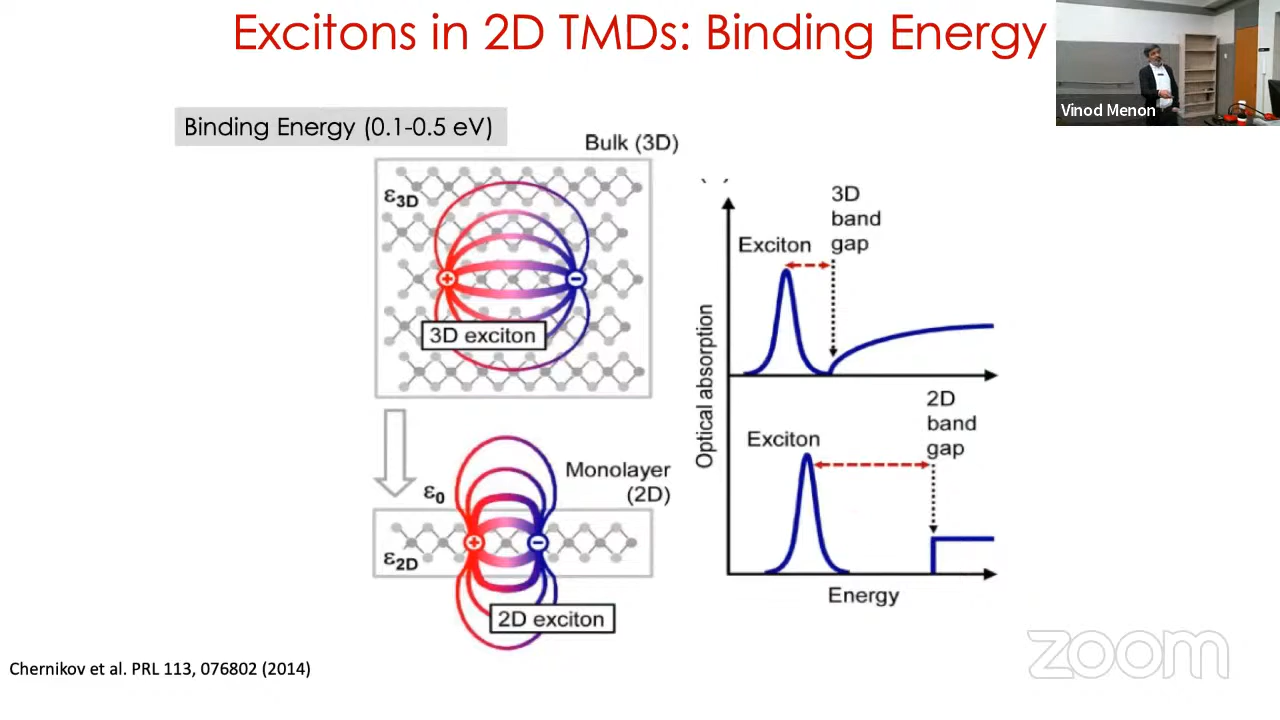 Excitons in 2D TMDs: Binding Energy
Vinod Menon
Binding Energy (0.1-0.5 eV)
Bulk (3D)
ε3D
3D exciton
Monolayer
(2D)
ε0
ε2D
2D exciton
Optical absorption
Exciton
3D
band
gap
Exciton
2D
band
gap
Energy
Chernikov et al. PRL 113, 076802 (2014)
zoom